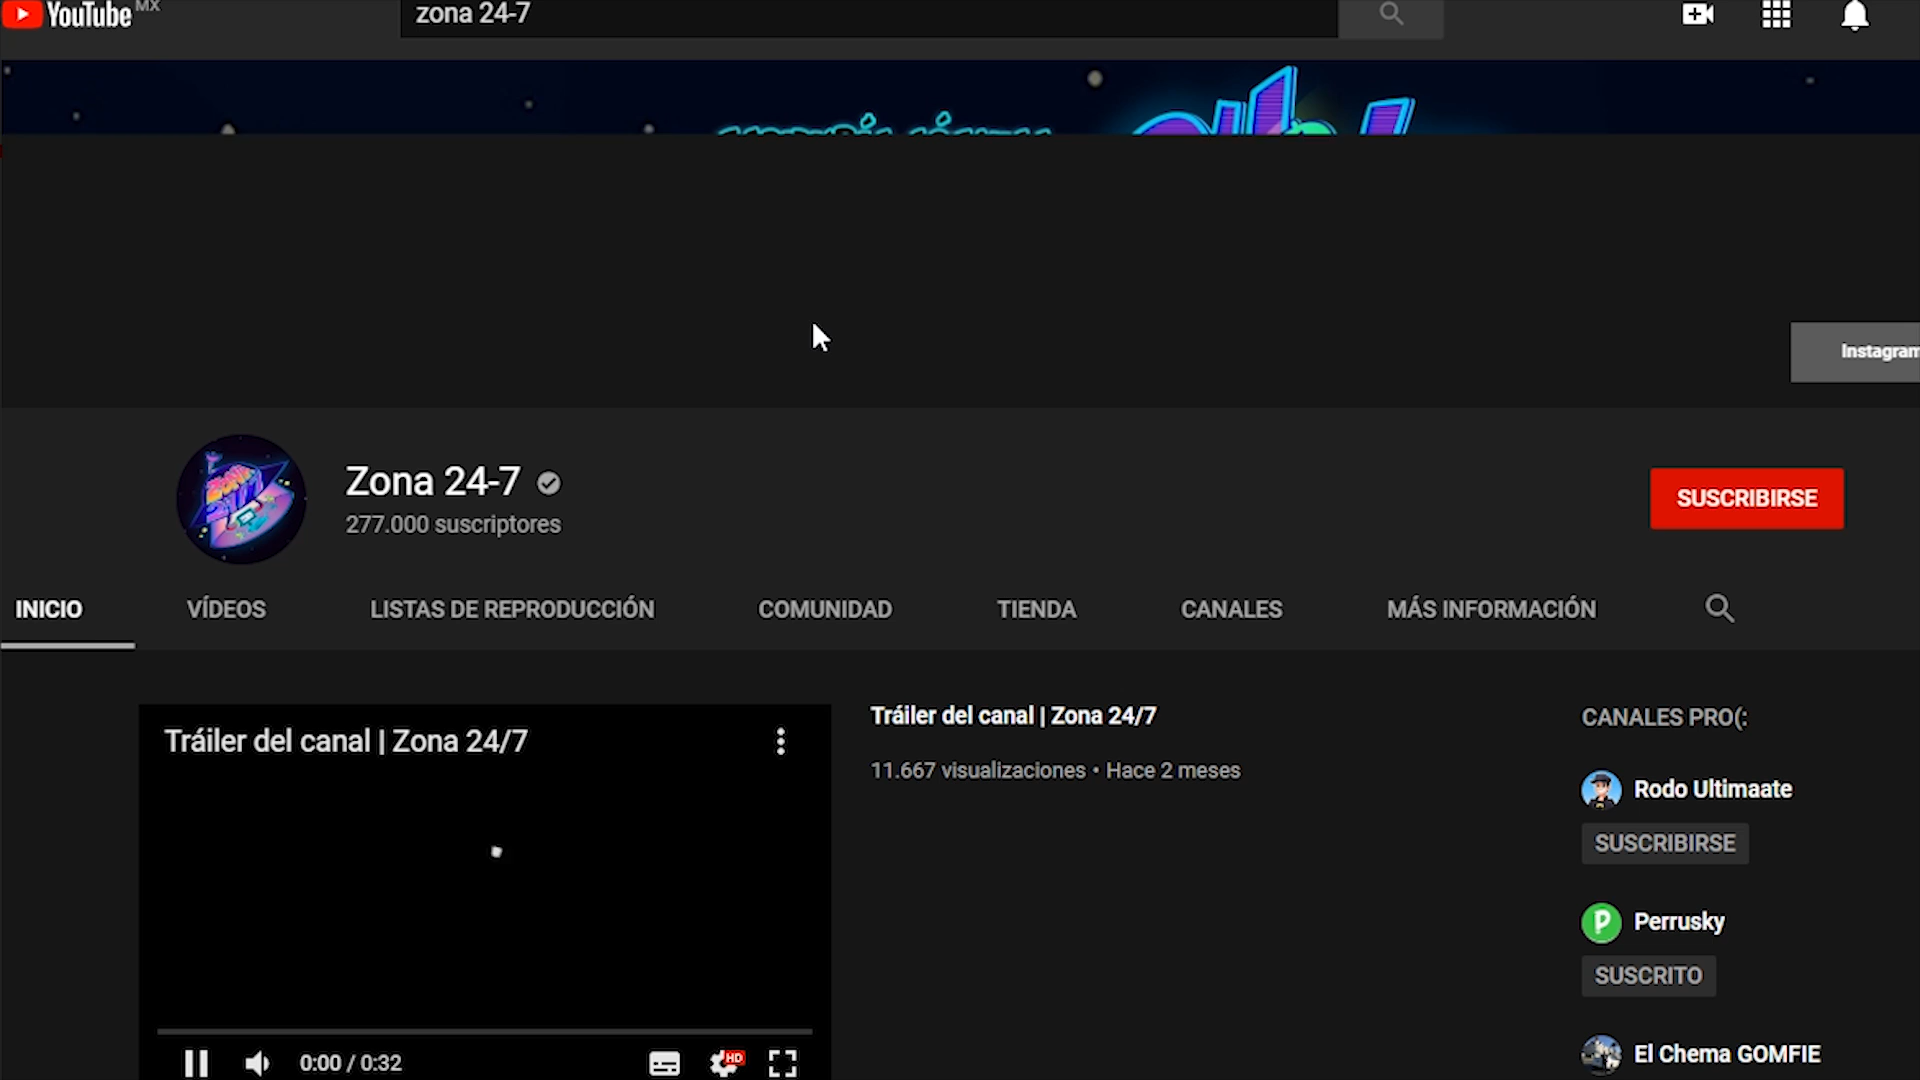 YouTube MX
zona 24-7
Instagram
Zona 24-7
277.000 suscriptores
SUSCRIBIRSE
INICIO
VÍDEOS
LISTAS DE REPRODUCCIÓN
COMUNIDAD
TIENDA
CANALES
MÁS INFORMACIÓN
Tráiler del canal | Zona 24/7
0:00 / 0:32
HD
Tráiler del canal | Zona 24/7
11.667 visualizaciones • Hace 2 meses
CANALES PRO(:
Rodo Ultimaate
SUSCRIBIRSE
P
Perrusky
SUSCRITO
El Chema GOMFIE